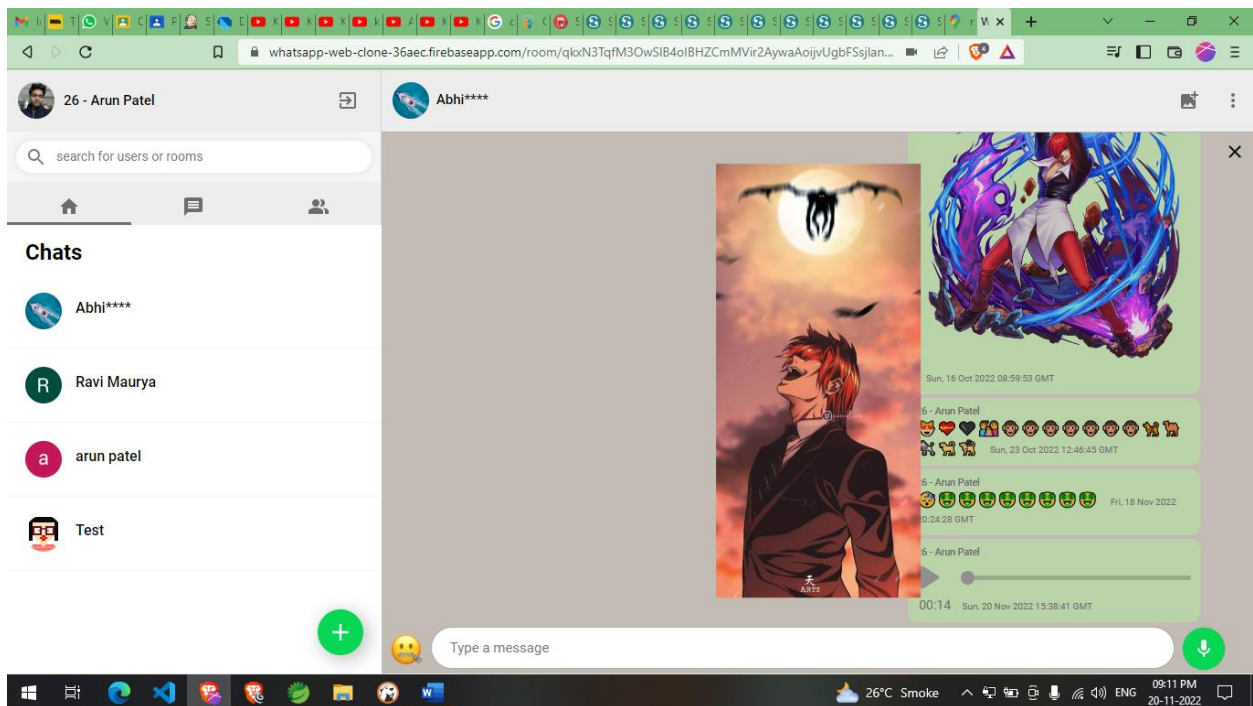 whatsapp-web-clone-36aec.firebaseapp.com/room/qkxN3TqfM3OwSlB4oIBHZCmMVir2AywaAoijvUgbFSsjlan...
26 - Arun Patel
Abhi****
search for users or rooms
Chats
Abhi****
Ravi Maurya
R
arun patel
a
Test
Sun, 16 Oct 2022 08:59:53 GMT
6 - Arun Patel
Sun, 23 Oct 2022 12:46:45 GMT
6 - Arun Patel
Fri, 18 Nov 2022
0:24:28 GMT
6 - Arun Patel
00:14 Sun, 20 Nov 2022 15:38:41 GMT
天
ARTZ
Type a message
26°C Smoke
ENG
09:11 PM
20-11-2022